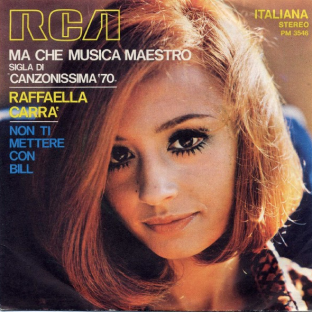 RCA
ITALIANA
STEREO
PM 3546
MA CHE MUSICA MAESTRO
SIGLA DI
"CANZONISSIMA '70"
RAFFAELLA
CARRA'
NON TI
METTERE
CON
BILL